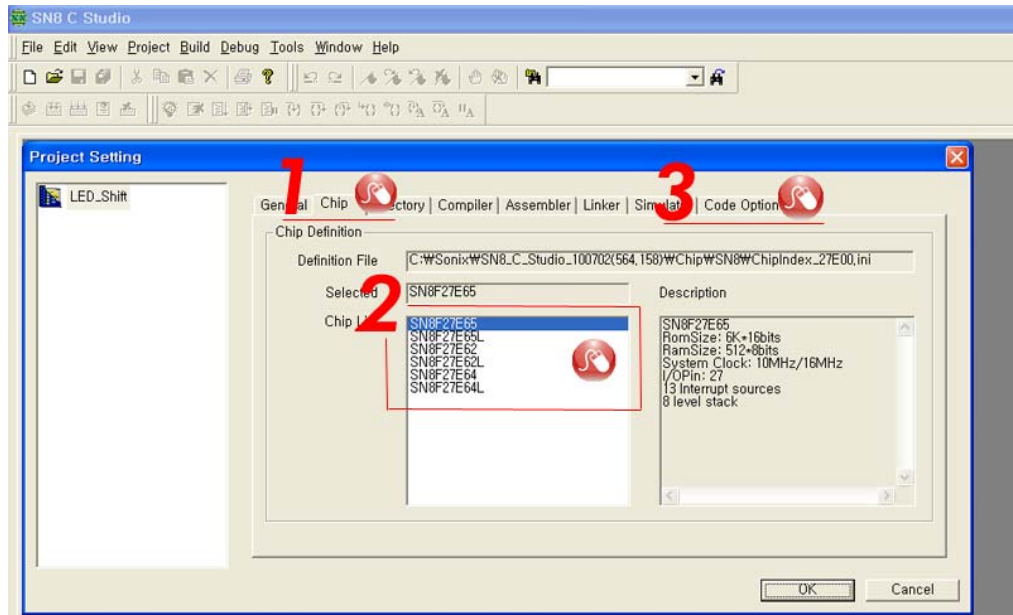 SN8 C Studio
File Edit View Project Build Debug Tools Window Help
Project Setting
LED_Shift
1
3
General Chip Compiler Assembler Linker Code Option
Chip Definition
Definition File C:₩Sonix₩SN8_C_Studio_100702(564,158)₩Chip₩SN8₩ChipIndex_27E00,ini
Selected SN8F27E65 Description
2
Chip
SN8F27E65
SN8F27E65L
SN8F27E62
SN8F27E62L
SN8F27E64
SN8F27E64L
SN8F27E65
RomSize: 6K*16bits
RamSize: 512*8bits
System Clock: 10MHz/16MHz
I/OPin: 27
13 Interrupt sources
8 level stack
OK Cancel